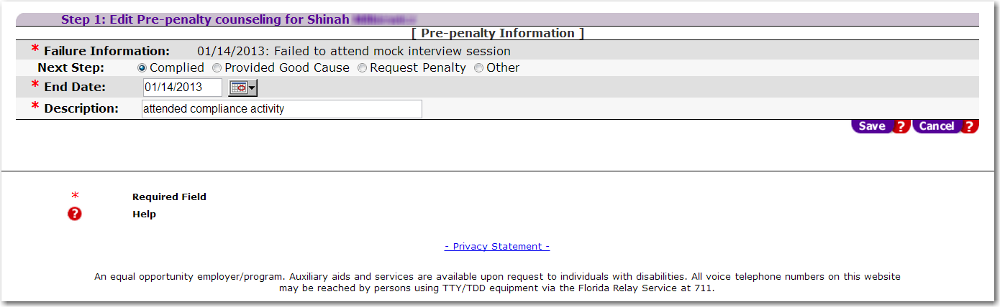 Step 1: Edit Pre-penalty counseling for Shinah
[ Pre-penalty Information ]
* Failure Information: 01/14/2013: Failed to attend mock interview session
Next Step: Complied Provided Good Cause Request Penalty Other
* End Date: 01/14/2013
* Description: attended compliance activity
Save ? Cancel ?
* Required Field
? Help
- Privacy Statement -
An equal opportunity employer/program. Auxiliary aids and services are available upon request to individuals with disabilities. All voice telephone numbers on this website
may be reached by persons using TTY/TDD equipment via the Florida Relay Service at 711.